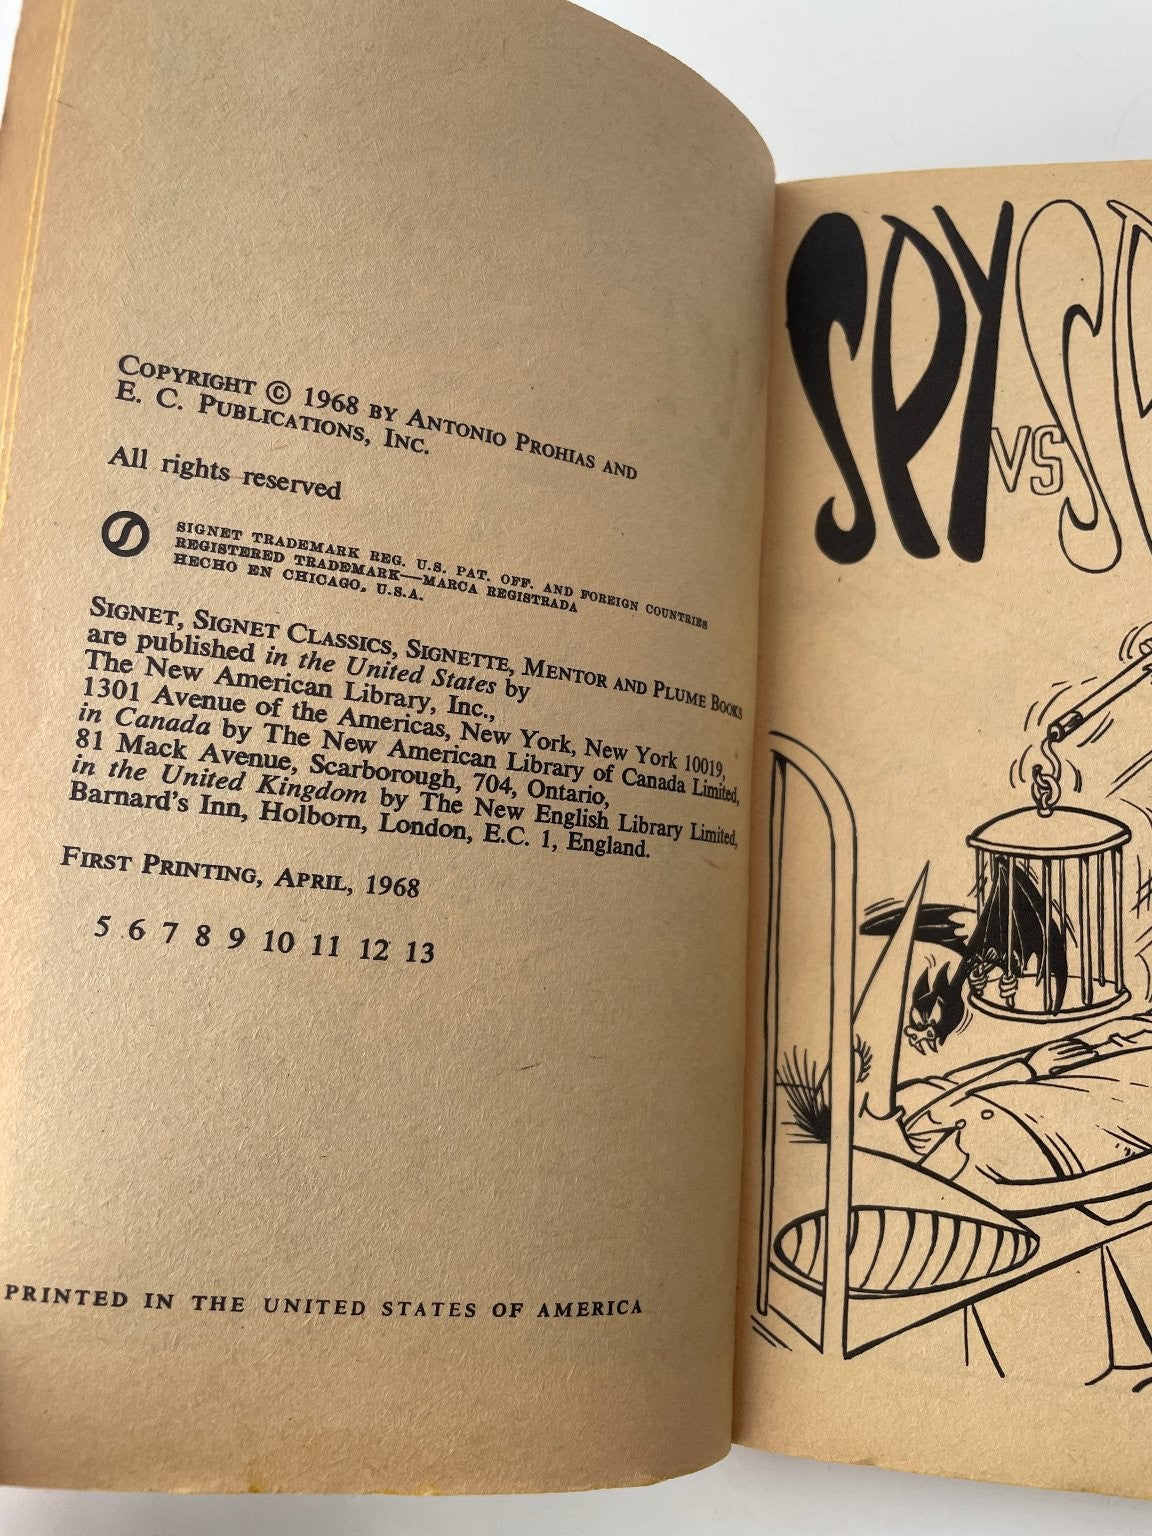 COPYRIGHT © 1968 BY ANTONIO PROHIAS AND
E. C. PUBLICATIONS, INC.
All rights reserved
SIGNET TRADEMARK REG. U.S. PAT. OFF. AND FOREIGN COUNTRIES
REGISTERED TRADEMARK—MARCA REGISTRADA
HECHO EN CHICAGO, U.S.A.
SIGNET, SIGNET CLASSICS, SIGNETTE, MENTOR AND PLUME BOOKS
are published in the United States by
The New American Library, Inc.,
1301 Avenue of the Americas, New York, New York 10019,
in Canada by The New American Library of Canada Limited,
81 Mack Avenue, Scarborough, 704, Ontario,
in the United Kingdom by The New English Library Limited,
Barnard's Inn, Holborn, London, E.C. 1, England.
FIRST PRINTING, APRIL, 1968
5 6 7 8 9 10 11 12 13
PRINTED IN THE UNITED STATES OF AMERICA
SPY VS